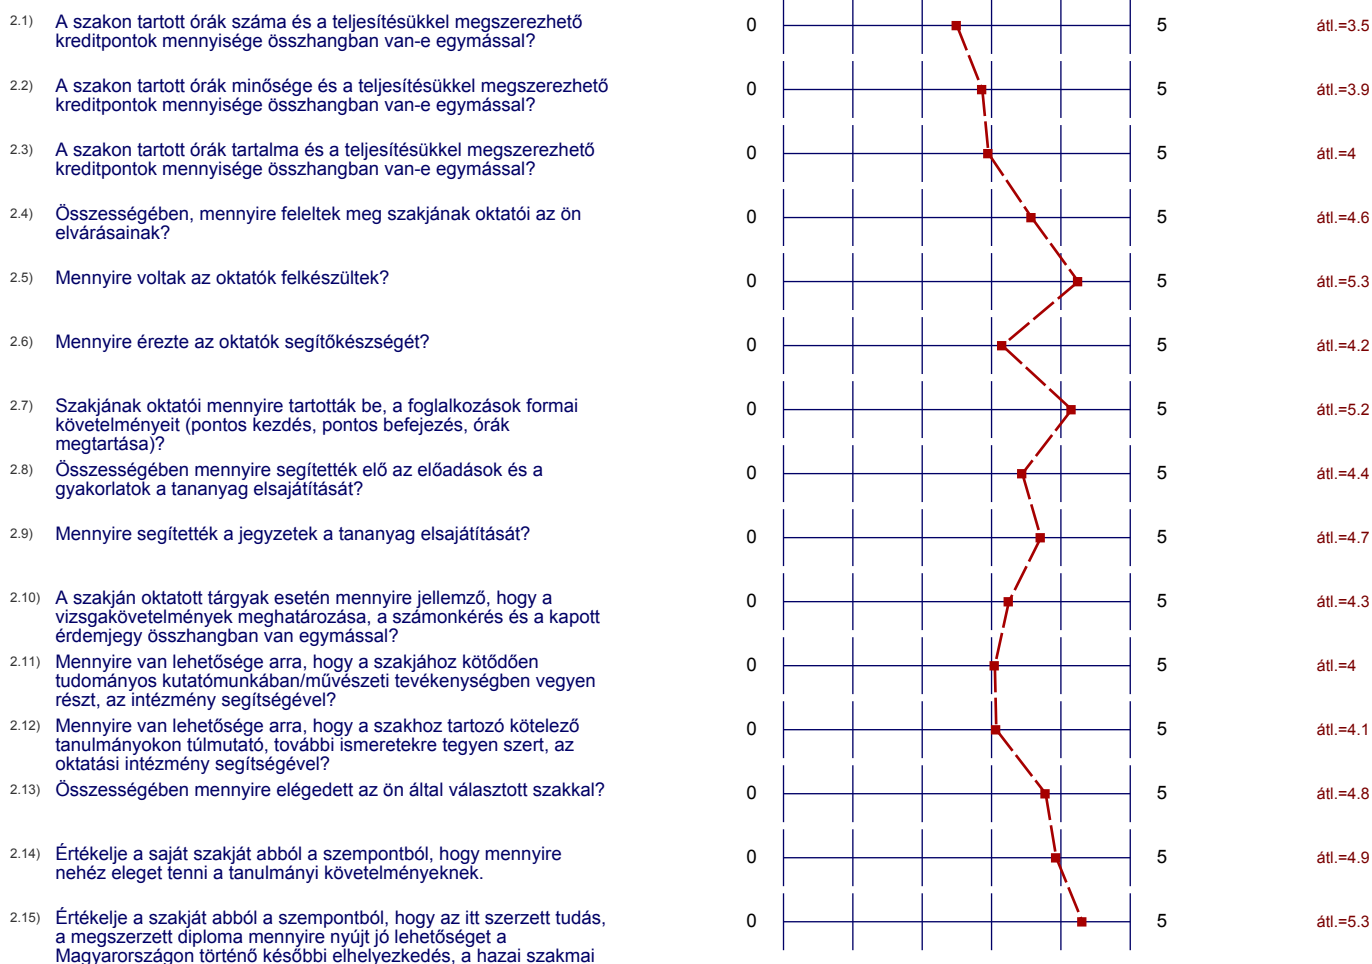 2.1) A szakon tartott órák száma és a teljesítésükkel megszerezhető
kreditpontok mennyisége összhangban van-e egymással?
0 5 átl.=3.5
2.2) A szakon tartott órák minősége és a teljesítésükkel megszerezhető
kreditpontok mennyisége összhangban van-e egymással?
0 5 átl.=3.9
2.3) A szakon tartott órák tartalma és a teljesítésükkel megszerezhető
kreditpontok mennyisége összhangban van-e egymással?
0 5 átl.=4
2.4) Összességében, mennyire feleltek meg szakjának oktatói az ön
elvárásainak?
0 5 átl.=4.6
2.5) Mennyire voltak az oktatók felkészültek?
0 5 átl.=5.3
2.6) Mennyire érezte az oktatók segítőkészségét?
0 5 átl.=4.2
2.7) Szakjának oktatói mennyire tartották be, a foglalkozások formai
követelményeit (pontos kezdés, pontos befejezés, órák
megtartása)?
0 5 átl.=5.2
2.8) Összességében mennyire segítették elő az előadások és a
gyakorlatok a tananyag elsajátítását?
0 5 átl.=4.4
2.9) Mennyire segítették a jegyzetek a tananyag elsajátítását?
0 5 átl.=4.7
2.10) A szakján oktatott tárgyak esetén mennyire jellemző, hogy a
vizsgakövetelmények meghatározása, a számonkérés és a kapott
érdemjegy összhangban van egymással?
0 5 átl.=4.3
2.11) Mennyire van lehetősége arra, hogy a szakjához kötődően
tudományos kutatómunkában/művészeti tevékenységben vegyen
részt, az intézmény segítségével?
0 5 átl.=4
2.12) Mennyire van lehetősége arra, hogy a szakhoz tartozó kötelező
tanulmányokon túlmutató, további ismeretekre tegyen szert, az
oktatási intézmény segítségével?
0 5 átl.=4.1
2.13) Összességében mennyire elégedett az ön által választott szakkal?
0 5 átl.=4.8
2.14) Értékelje a saját szakját abból a szempontból, hogy mennyire
nehéz eleget tenni a tanulmányi követelményeknek.
0 5 átl.=4.9
2.15) Értékelje a szakját abból a szempontból, hogy az itt szerzett tudás,
a megszerzett diploma mennyire nyújt jó lehetőséget a
Magyarországon történő későbbi elhelyezkedés, a hazai szakmai
0 5 átl.=5.3